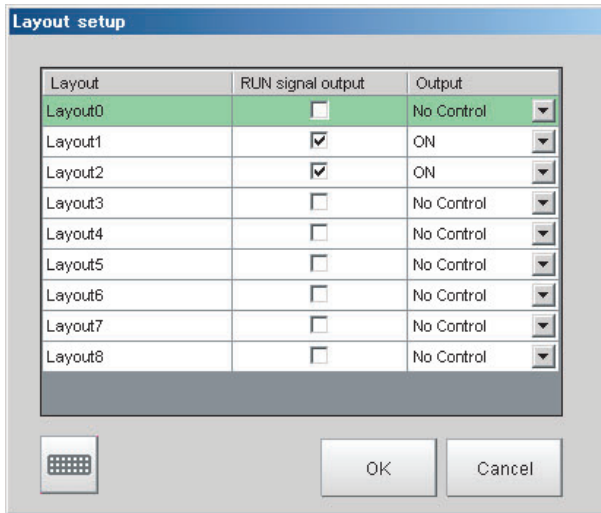 Layout setup
Layout RUN signal output Output
Layout0 No Control
Layout1 ON
Layout2 ON
Layout3 No Control
Layout4 No Control
Layout5 No Control
Layout6 No Control
Layout7 No Control
Layout8 No Control
OK Cancel